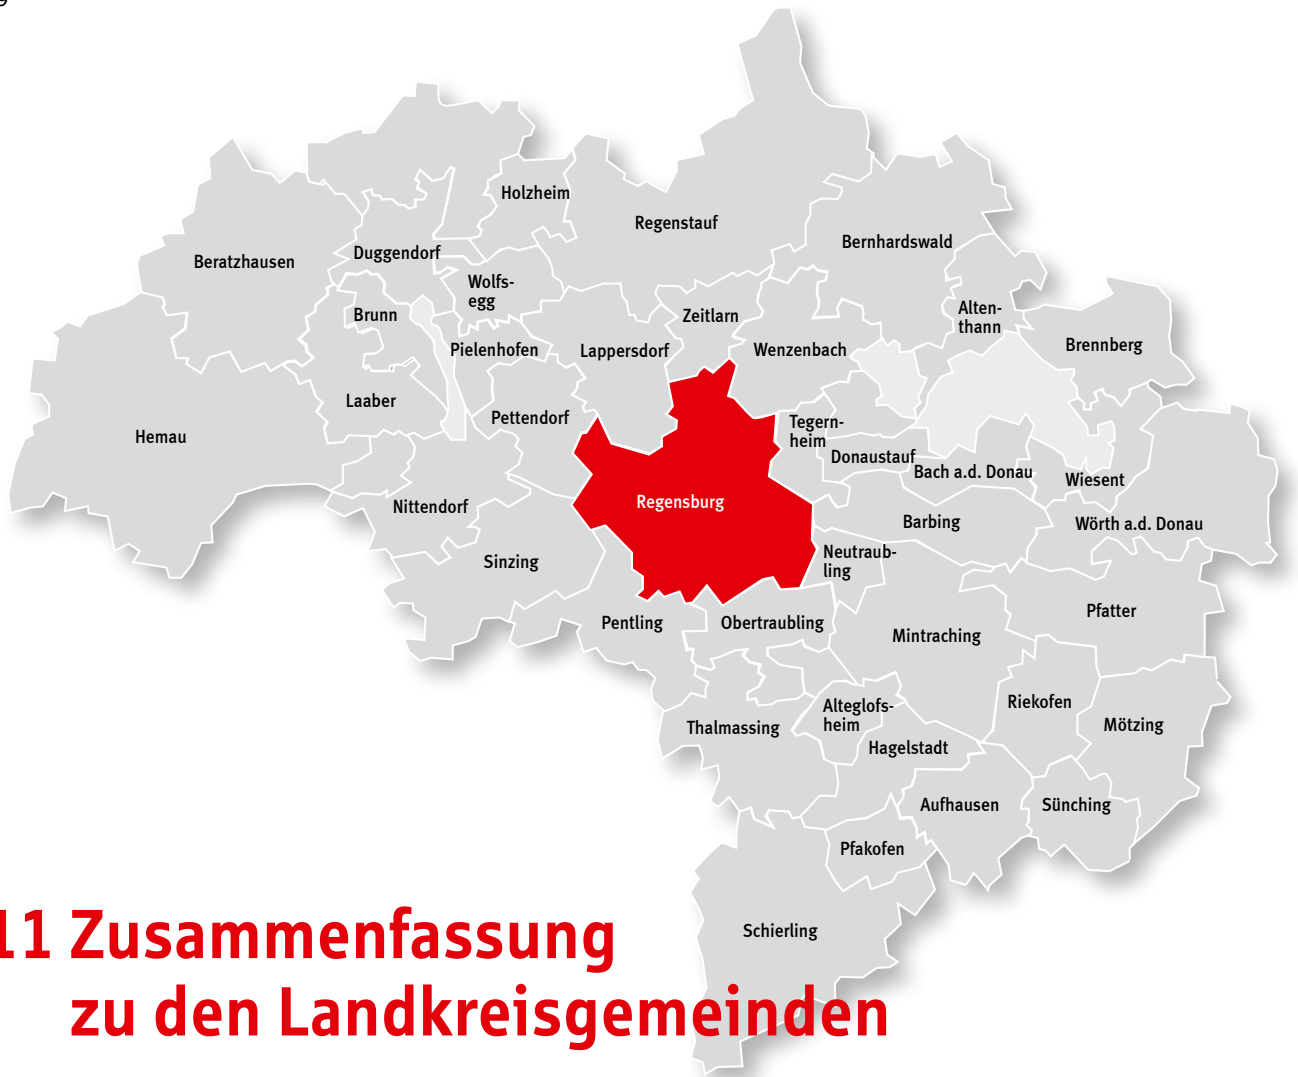 Holzheim
Regenstauf
Bernhardswald
Duggendorf
Beratzhausen
Wolfs-
egg
Brunn
Zeitlarn
Alten-
thann
Pielenhofen
Lappersdorf
Wenzenbach
Brennberg
Laaber
Pettendorf
Tegern-
heim
Hemau
Donaustauf
Bach a.d. Donau
Wiesent
Regensburg
Nittendorf
Barbing
Wörth a.d. Donau
Sinzing
Neutraub-
ling
Pentling
Obertraubling
Mintraching
Pfatter
Riekofen
Alteglofs-
heim
Thalmassing
Mötzing
Hagelstadt
Aufhausen
Sünching
Pfakofen
Schierling
11 Zusammenfassung
zu den Landkreisgemeinden